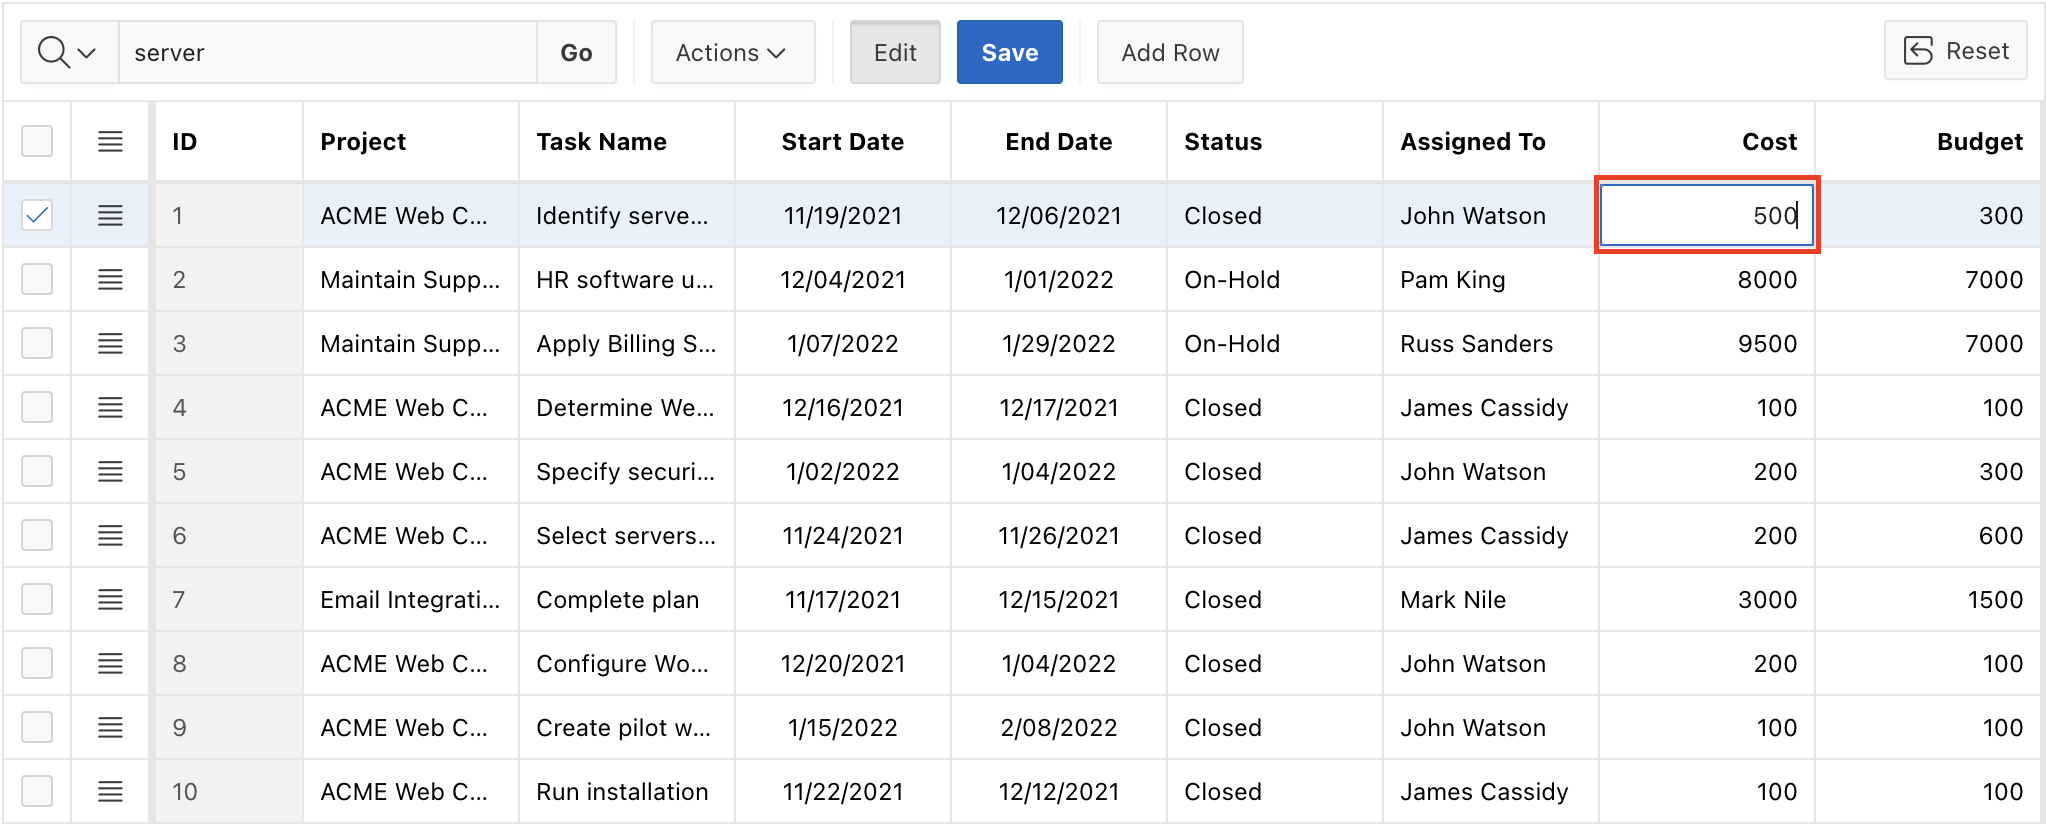 server Go Actions Edit Save Add Row Reset
ID Project Task Name Start Date End Date Status Assigned To Cost Budget
1 ACME Web C... Identify serve... 11/19/2021 12/06/2021 Closed John Watson 500 300
2 Maintain Supp... HR software u... 12/04/2021 1/01/2022 On-Hold Pam King 8000 7000
3 Maintain Supp... Apply Billing S... 1/07/2022 1/29/2022 On-Hold Russ Sanders 9500 7000
4 ACME Web C... Determine We... 12/16/2021 12/17/2021 Closed James Cassidy 100 100
5 ACME Web C... Specify securi... 1/02/2022 1/04/2022 Closed John Watson 200 300
6 ACME Web C... Select servers... 11/24/2021 11/26/2021 Closed James Cassidy 200 600
7 Email Integrati... Complete plan 11/17/2021 12/15/2021 Closed Mark Nile 3000 1500
8 ACME Web C... Configure Wo... 12/20/2021 1/04/2022 Closed John Watson 200 100
9 ACME Web C... Create pilot w... 1/15/2022 2/08/2022 Closed John Watson 100 100
10 ACME Web C... Run installation 11/22/2021 12/12/2021 Closed James Cassidy 100 100